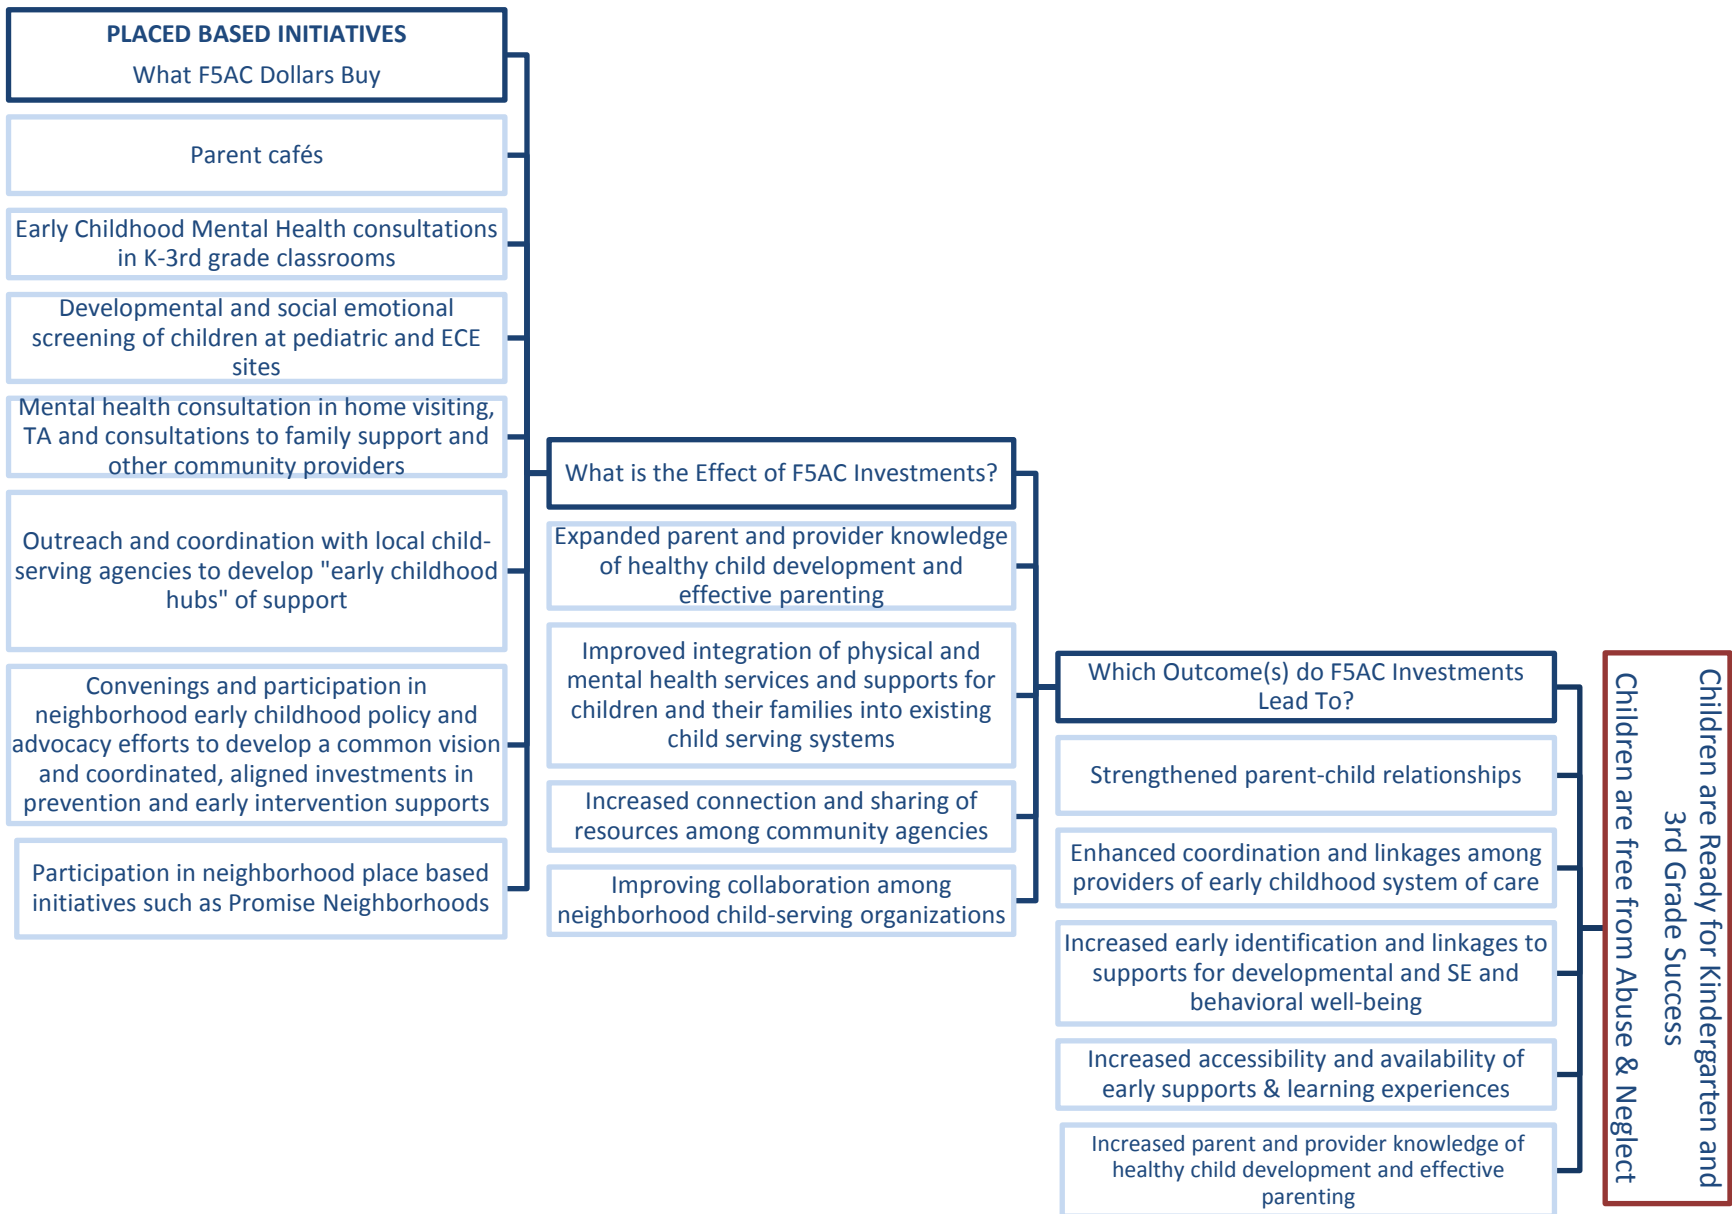 PLACED BASED INITIATIVES
What F5AC Dollars Buy
Parent cafés
Early Childhood Mental Health consultations
in K-3rd grade classrooms
Developmental and social emotional
screening of children at pediatric and ECE
sites
Mental health consultation in home visiting,
TA and consultations to family support and
other community providers
Outreach and coordination with local child-
serving agencies to develop "early childhood
hubs" of support
Convenings and participation in
neighborhood early childhood policy and
advocacy efforts to develop a common vision
and coordinated, aligned investments in
prevention and early intervention supports
Participation in neighborhood place based
initiatives such as Promise Neighborhoods
What is the Effect of F5AC Investments?
Expanded parent and provider knowledge
of healthy child development and
effective parenting
Improved integration of physical and
mental health services and supports for
children and their families into existing
child serving systems
Increased connection and sharing of
resources among community agencies
Improving collaboration among
neighborhood child-serving organizations
Which Outcome(s) do F5AC Investments
Lead To?
Strengthened parent-child relationships
Enhanced coordination and linkages among
providers of early childhood system of care
Increased early identification and linkages to
supports for developmental and SE and
behavioral well-being
Increased accessibility and availability of
early supports & learning experiences
Increased parent and provider knowledge of
healthy child development and effective
parenting
Children are Ready for Kindergarten and
3rd Grade Success
Children are free from Abuse & Neglect